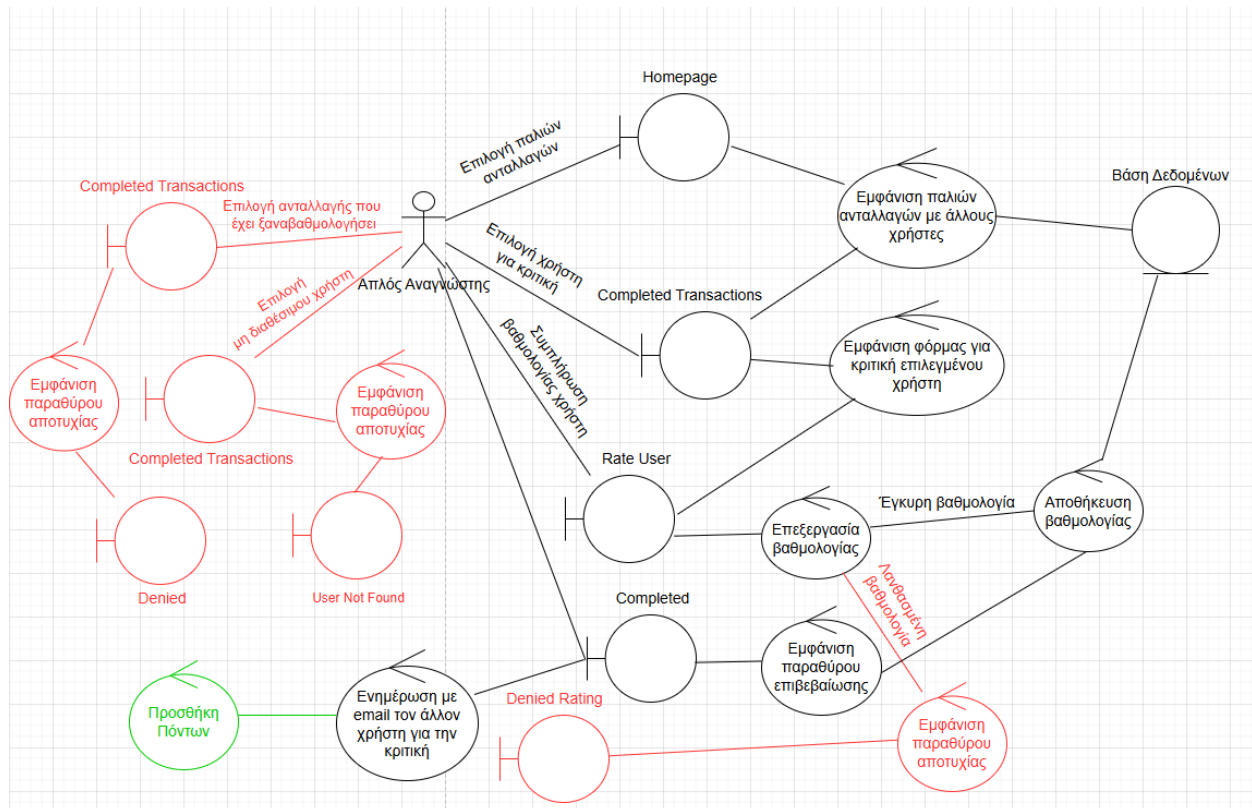 Homepage
Επιλογή παλιών
ανταλλαγών
Εμφάνιση παλιών
ανταλλαγών με άλλους
χρήστες
Βάση Δεδομένων
Completed Transactions
Επιλογή ανταλλαγής που
έχει ξαναβαθμολογήσει
Απλός Αναγνώστης
Επιλογή
μη διαθέσιμου χρήστη
Επιλογή χρήστη
για κριτική
Completed Transactions
Εμφάνιση φόρμας για
κριτική επιλεγμένου
χρήστη
Συμπλήρωση
βαθμολογίας χρήστη
Εμφάνιση
παραθύρου
αποτυχίας
Εμφάνιση
παραθύρου
αποτυχίας
Completed Transactions
Denied
User Not Found
Rate User
Επεξεργασία
βαθμολογίας
Έγκυρη βαθμολογία
Αποθήκευση
βαθμολογίας
Λανθασμένη
βαθμολογία
Completed
Εμφάνιση
παραθύρου
επιβεβαίωσης
Ενημέρωση με
email τον άλλον
χρήστη για την
κριτική
Προσθήκη
Πόντων
Denied Rating
Εμφάνιση
παραθύρου
αποτυχίας